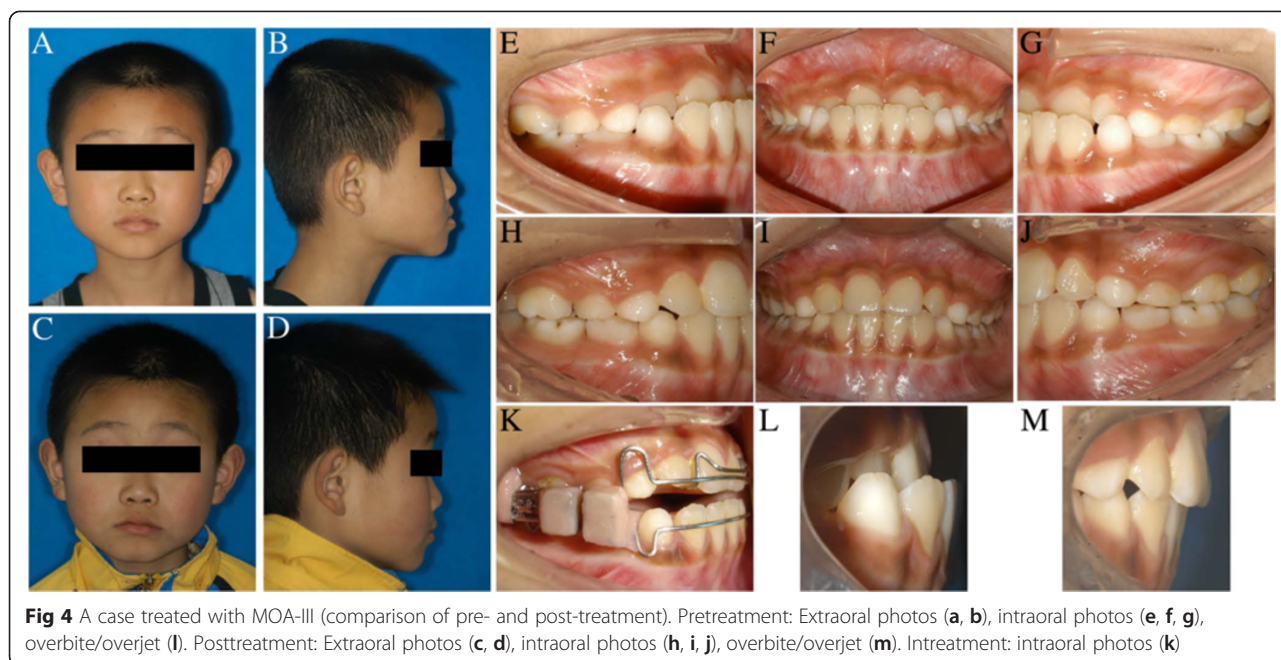 A
B
E
F
G
C
D
H
I
J
K
L
M
Fig 4 A case treated with MOA-III (comparison of pre- and post-treatment). Pretreatment: Extraoral photos (a, b), intraoral photos (e, f, g),
overbite/overjet (l). Posttreatment: Extraoral photos (c, d), intraoral photos (h, i, j), overbite/overjet (m). Intreatment: intraoral photos (k)